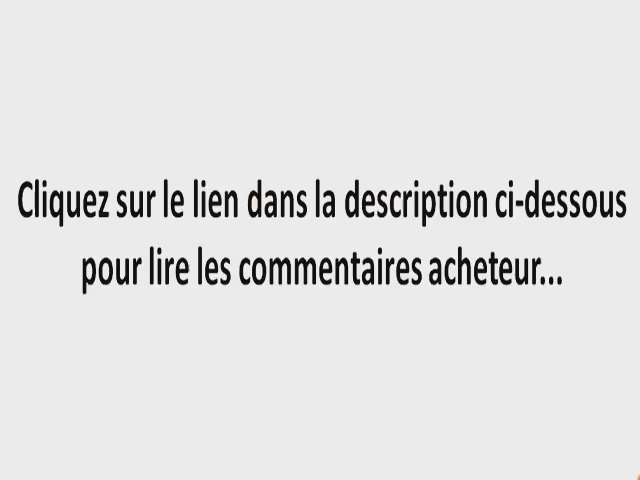 Cliquez sur le lien dans la description ci-dessous
pour lire les commentaires acheteur...